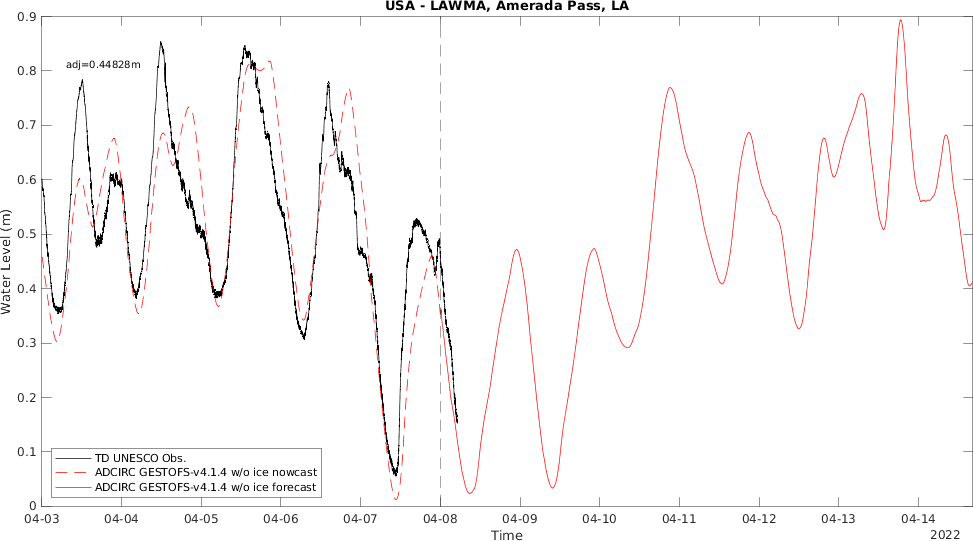 USA - LAWMA, Amerada Pass, LA
adj=0.44828m
Water Level (m)
0.9
0.8
0.7
0.6
0.5
0.4
0.3
0.2
0.1
0
TD UNESCO Obs.
ADCIRC GESTOFS-v4.1.4 w/o ice nowcast
ADCIRC GESTOFS-v4.1.4 w/o ice forecast
04-03 04-04 04-05 04-06 04-07 04-08 04-09 04-10 04-11 04-12 04-13 04-14
Time
2022